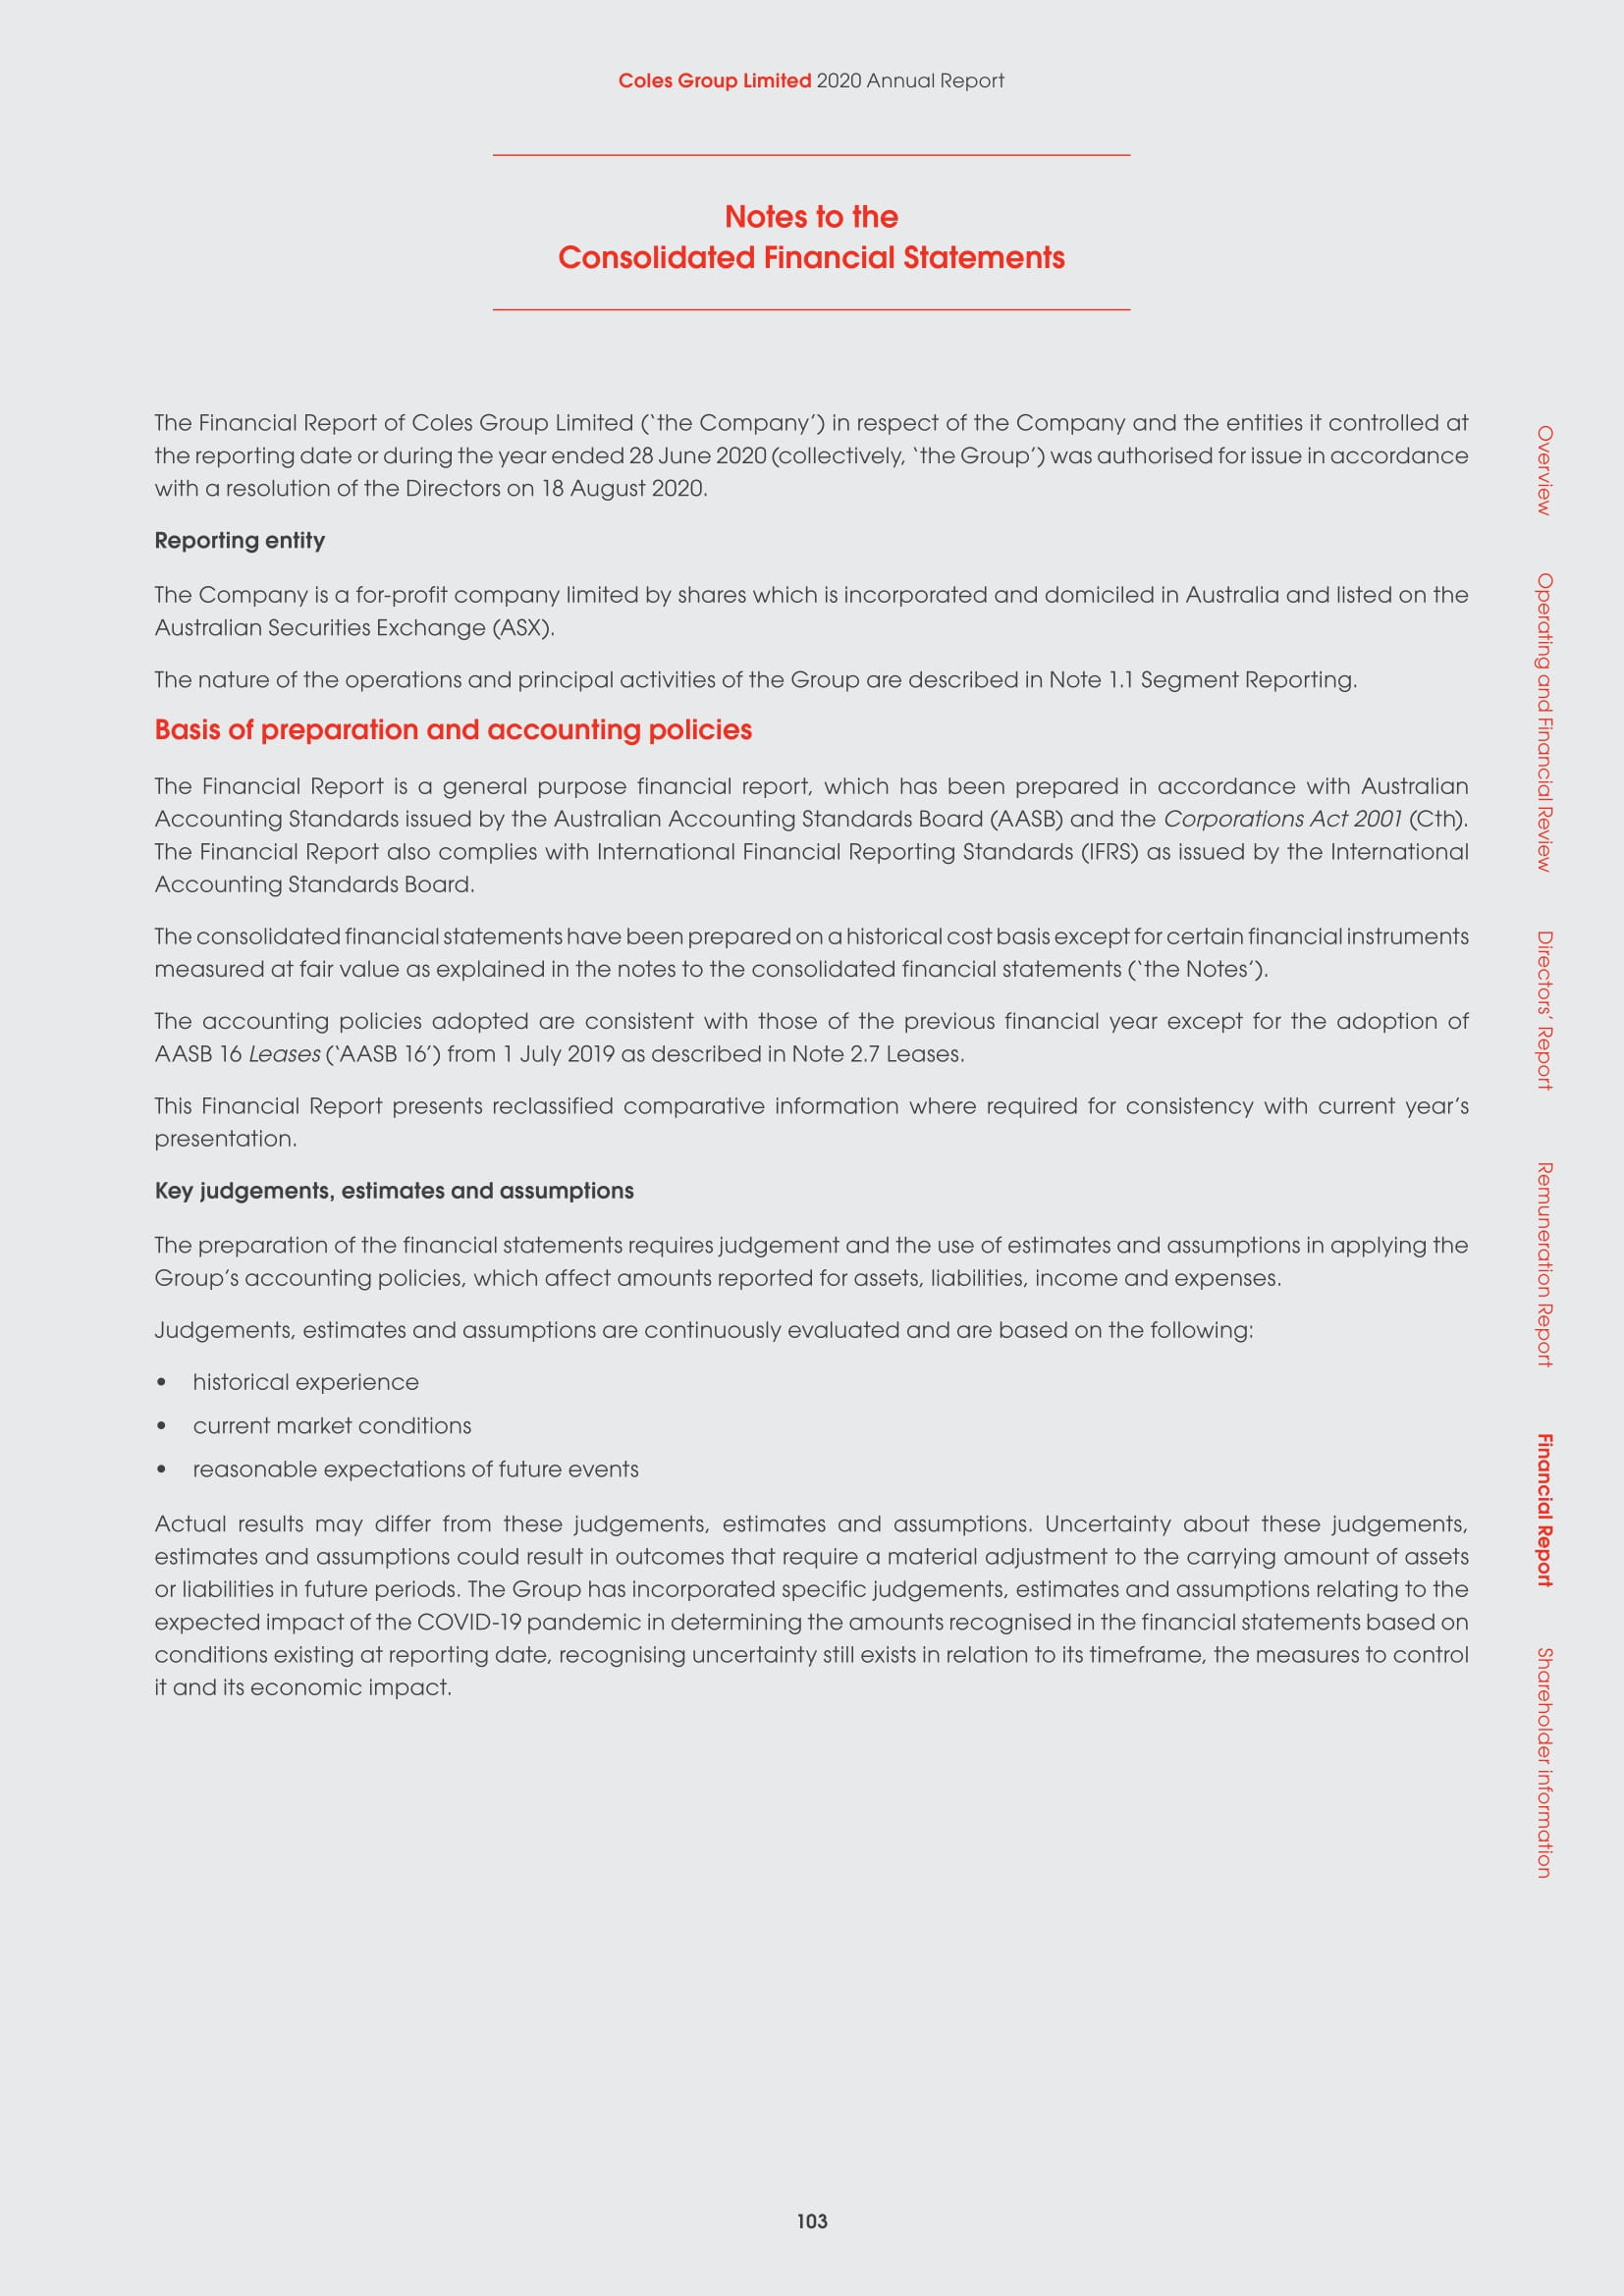 Coles Group Limited 2020 Annual Report
Notes to the
Consolidated Financial Statements
The Financial Report of Coles Group Limited (‘the Company’) in respect of the Company and the entities it controlled at
the reporting date or during the year ended 28 June 2020 (collectively, ‘the Group’) was authorised for issue in accordance
with a resolution of the Directors on 18 August 2020.
Reporting entity
The Company is a for-profit company limited by shares which is incorporated and domiciled in Australia and listed on the
Australian Securities Exchange (ASX).
The nature of the operations and principal activities of the Group are described in Note 1.1 Segment Reporting.
Basis of preparation and accounting policies
The Financial Report is a general purpose financial report, which has been prepared in accordance with Australian
Accounting Standards issued by the Australian Accounting Standards Board (AASB) and the Corporations Act 2001 (Cth).
The Financial Report also complies with International Financial Reporting Standards (IFRS) as issued by the International
Accounting Standards Board.
The consolidated financial statements have been prepared on a historical cost basis except for certain financial instruments
measured at fair value as explained in the notes to the consolidated financial statements (‘the Notes’).
The accounting policies adopted are consistent with those of the previous financial year except for the adoption of
AASB 16 Leases (‘AASB 16’) from 1 July 2019 as described in Note 2.7 Leases.
This Financial Report presents reclassified comparative information where required for consistency with current year’s
presentation.
Key judgements, estimates and assumptions
The preparation of the financial statements requires judgement and the use of estimates and assumptions in applying the
Group’s accounting policies, which affect amounts reported for assets, liabilities, income and expenses.
Judgements, estimates and assumptions are continuously evaluated and are based on the following:
• historical experience
• current market conditions
• reasonable expectations of future events
Actual results may differ from these judgements, estimates and assumptions. Uncertainty about these judgements,
estimates and assumptions could result in outcomes that require a material adjustment to the carrying amount of assets
or liabilities in future periods. The Group has incorporated specific judgements, estimates and assumptions relating to the
expected impact of the COVID-19 pandemic in determining the amounts recognised in the financial statements based on
conditions existing at reporting date, recognising uncertainty still exists in relation to its timeframe, the measures to control
it and its economic impact.
Overview
Operating and Financial Review
Directors’ Report
Remuneration Report
Financial Report
Shareholder information
103